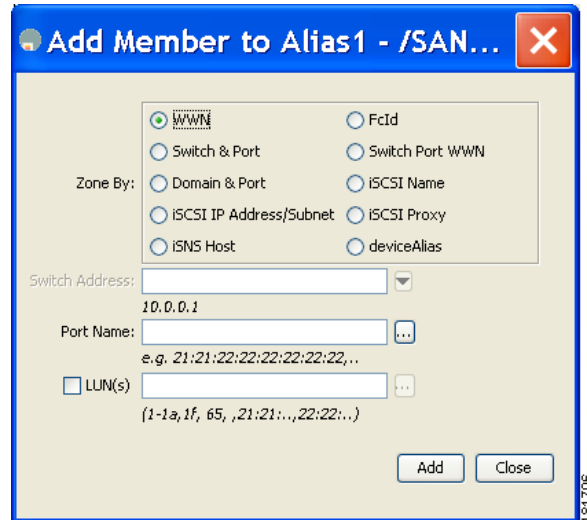 Add Member to Alias1 - /SAN...
WWN
FcId
Switch & Port
Switch Port WWN
Zone By:
Domain & Port
iSCSI Name
iSCSI IP Address/Subnet
iSCSI Proxy
iSNS Host
deviceAlias
Switch Address:
10.0.0.1
Port Name:
...
e.g. 21:21:22:22:22:22:22:22,..
LUN(s)
...
(1-1a,1f, 65, ,21:21:..,22:22:..)
Add
Close